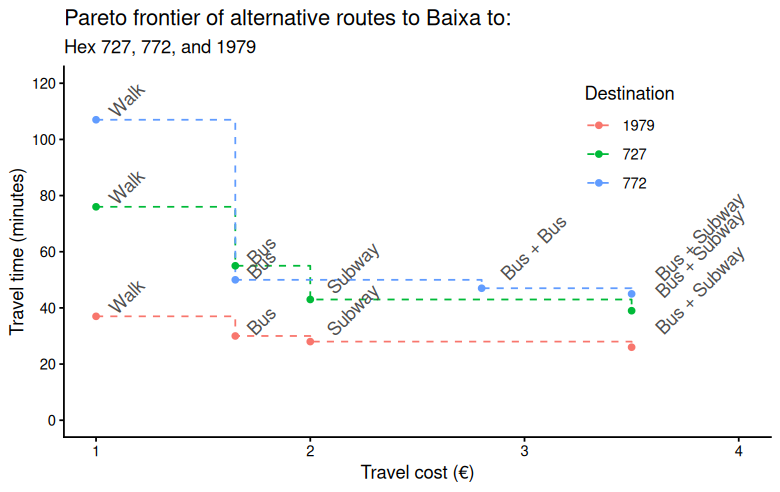 Pareto frontier of alternative routes to Baixa to:
Hex 727, 772, and 1979
Travel time (minutes)
120
100
80
60
40
20
0
1
2
3
4
Travel cost (€)
Destination
1979
727
772
Walk
Walk
Walk
Bus
Bus
Bus
Subway
Subway
Bus + Bus
Bus + Subway
Bus + Subway
Bus + Subway